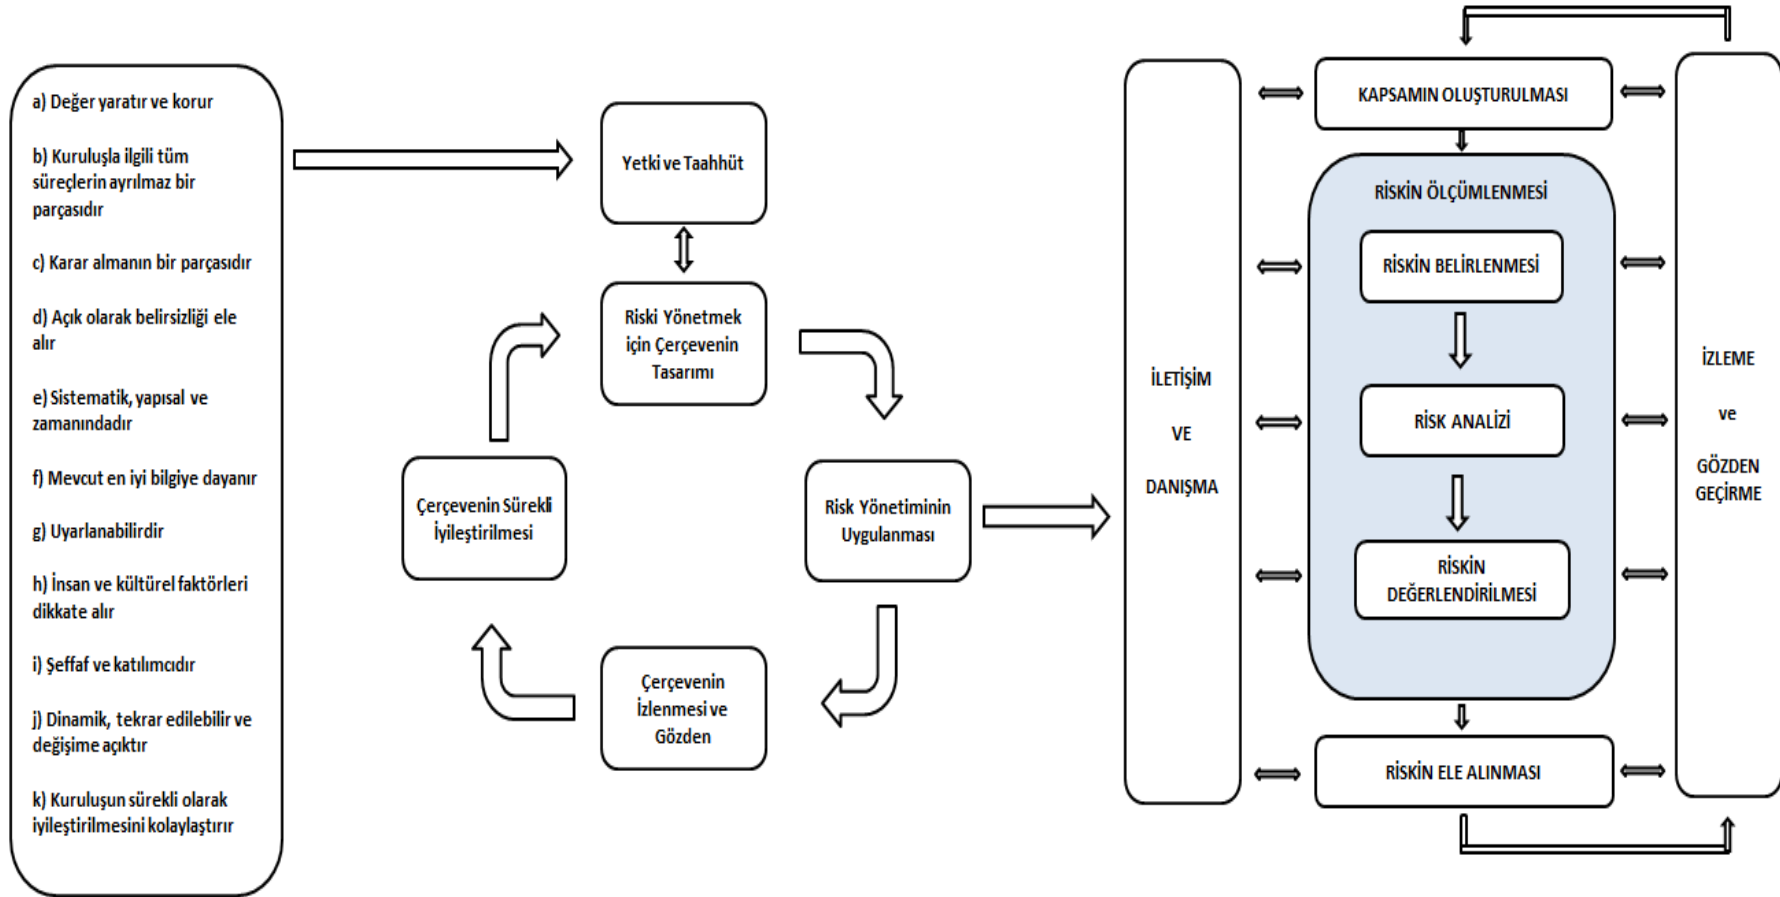 a) Değer yaratır ve korur
b) Kuruluşla ilgili tüm
süreçlerin ayrılmaz bir
parçasıdır
c) Karar almanın bir parçasıdır
d) Açık olarak belirsizliği ele
alır
e) Sistematik, yapısal ve
zamanındadır
f) Mevcut en iyi bilgiye dayanır
g) Uyarlanabilirdir
h) İnsan ve kültürel faktörleri
dikkate alır
i) Şeffaf ve katılımcıdır
j) Dinamik, tekrar edilebilir ve
değişime açıktır
k) Kuruluşun sürekli olarak
iyileştirilmesini kolaylaştırır
Yetki ve Taahhüt
Riski Yönetmek
için Çerçevenin
Tasarımı
Çerçevenin Sürekli
İyileştirilmesi
Risk Yönetiminin
Uygulanması
Çerçevenin
İzlenmesi ve
Gözden
İLETİŞİM
VE
DANIŞMA
KAPSAMIN OLUŞTURULMASI
RİSKİN ÖLÇÜMLENMESİ
RİSKİN BELİRLENMESİ
RİSK ANALİZİ
RİSKİN
DEĞERLENDİRİLMESİ
RİSKİN ELE ALINMASI
İZLEME
ve
GÖZDEN
GEÇİRME